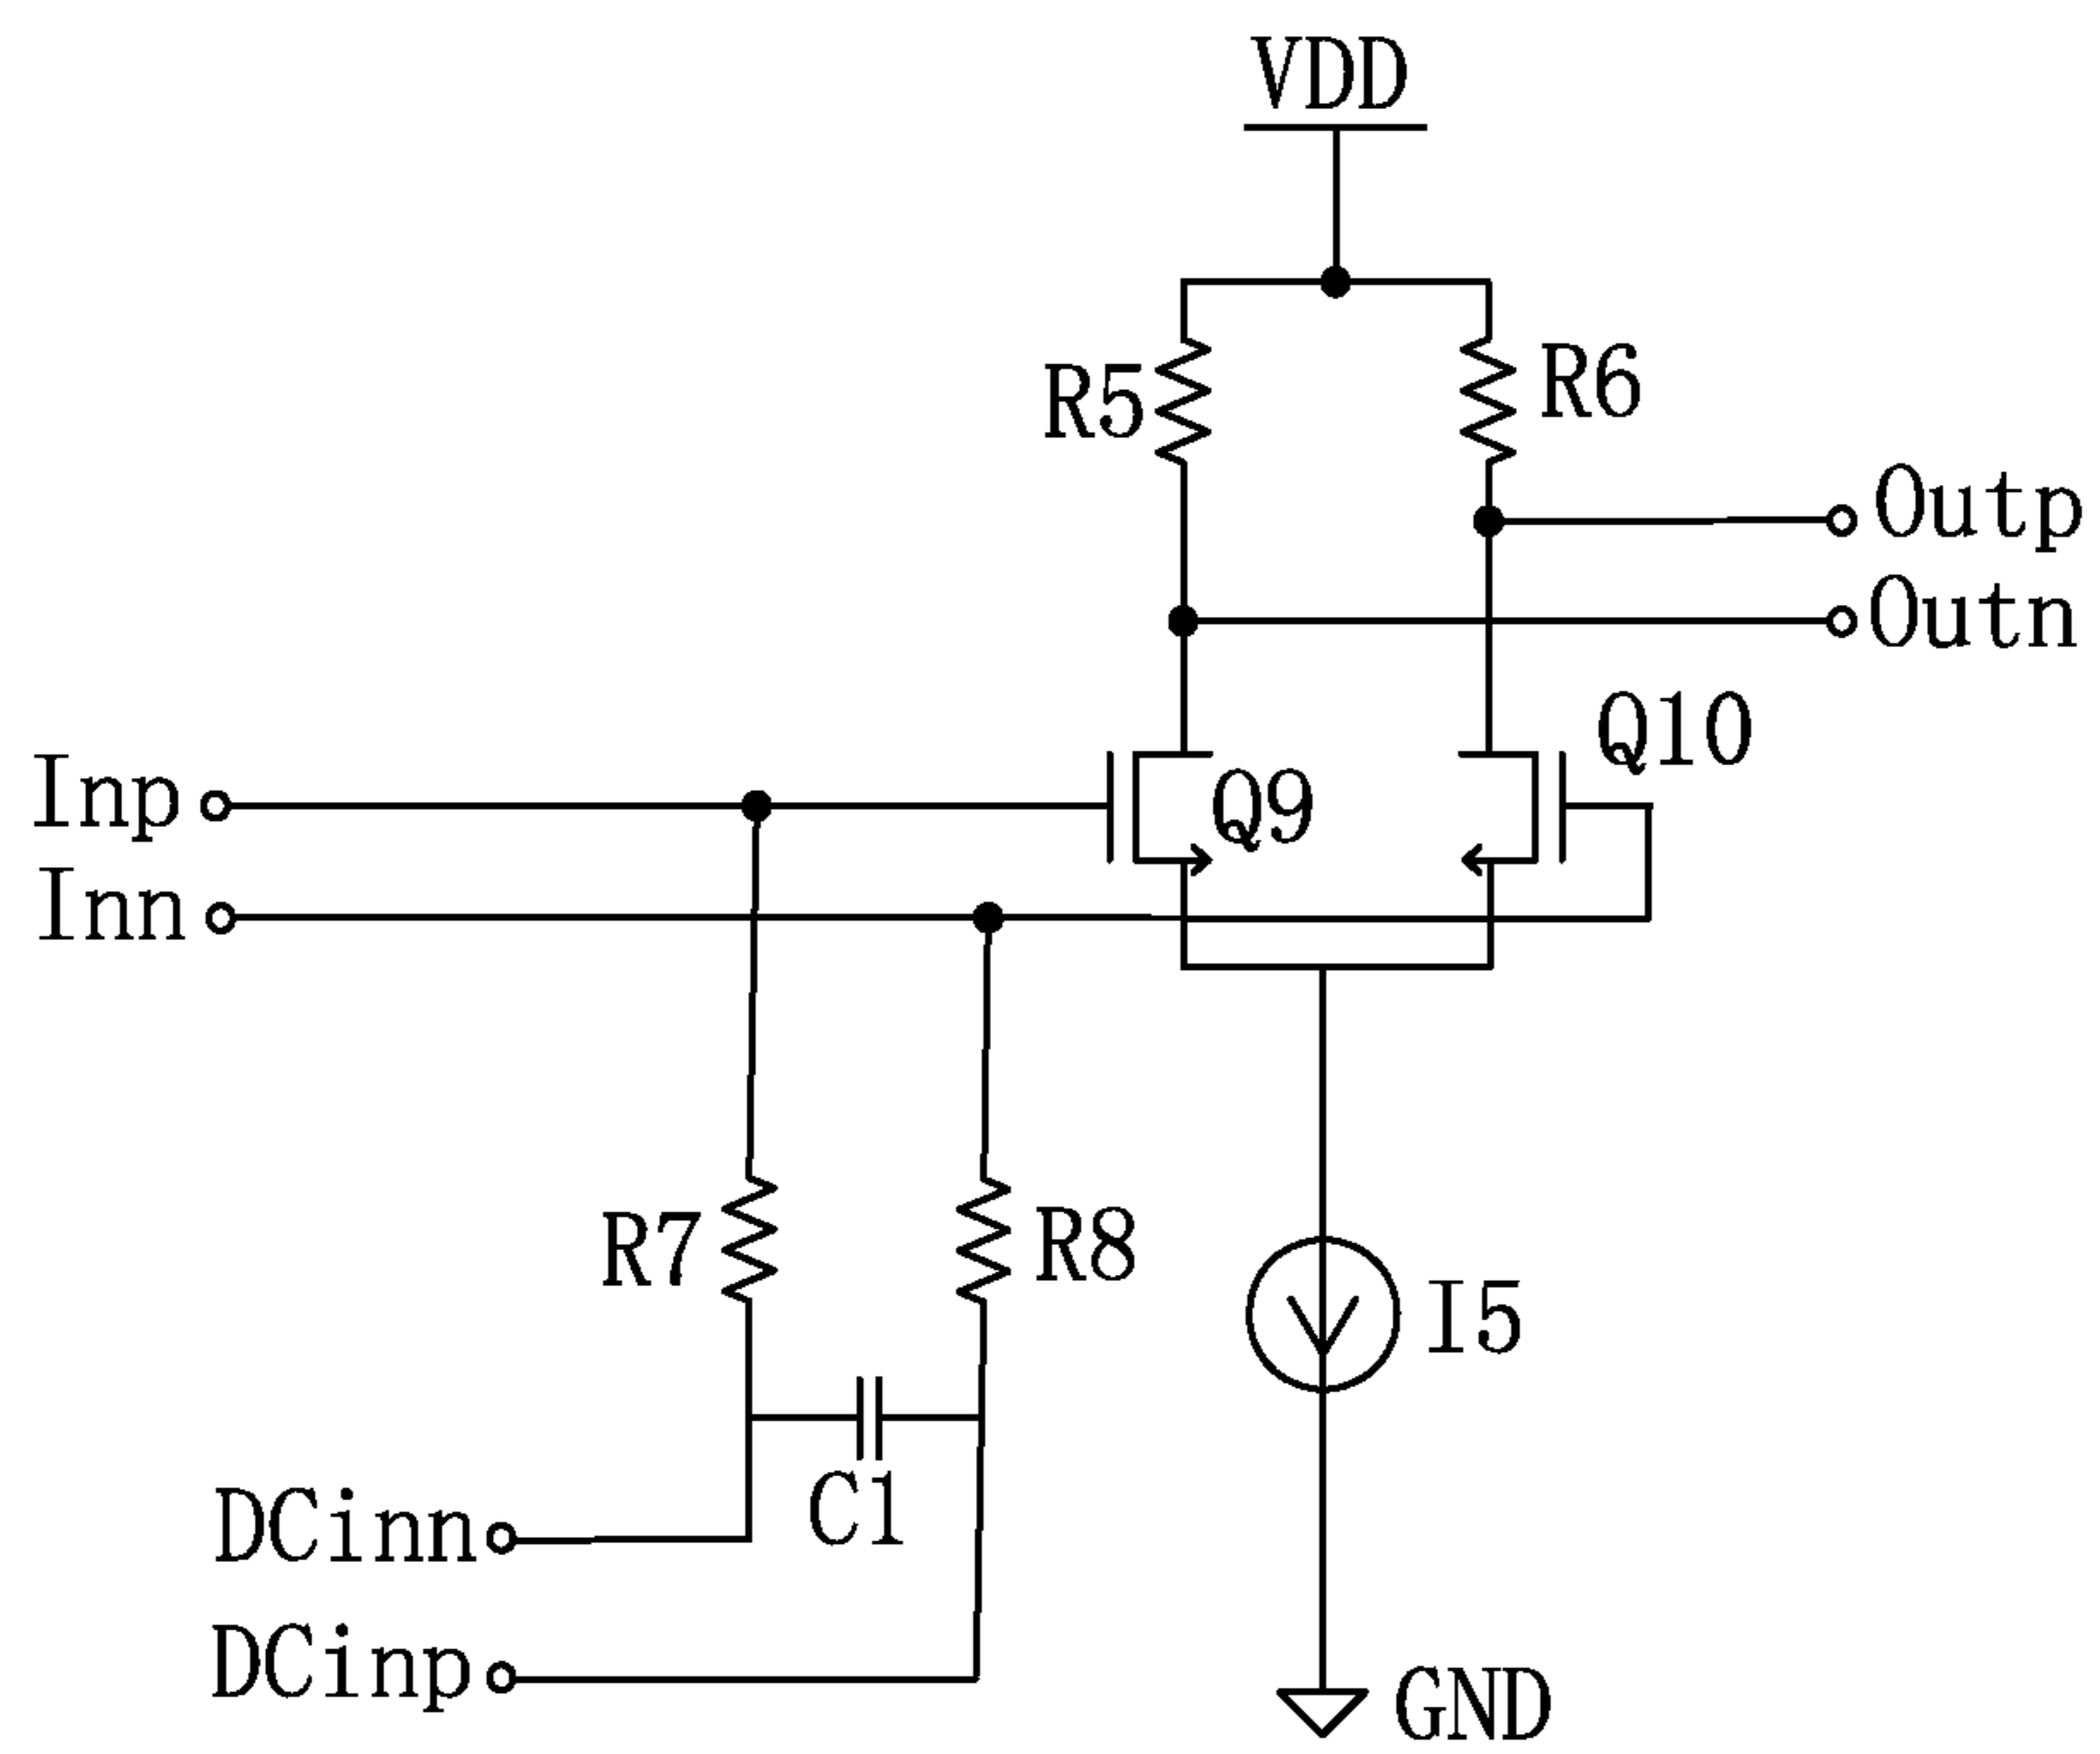 VDD
R5
R6
Outp
Outn
Q10
Inp
Q9
Inn
R7
R8
I5
C1
DCinn
DCinp
GND